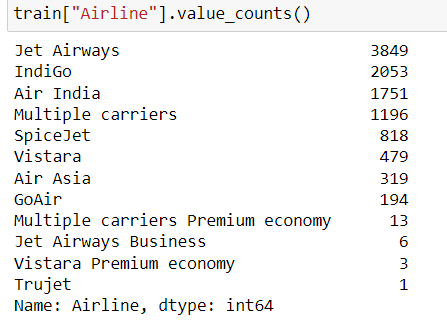 train["Airline"].value_counts()
Jet Airways 3849
IndiGo 2053
Air India 1751
Multiple carriers 1196
SpiceJet 818
Vistara 479
Air Asia 319
GoAir 194
Multiple carriers Premium economy 13
Jet Airways Business 6
Vistara Premium economy 3
Trujet 1
Name: Airline, dtype: int64